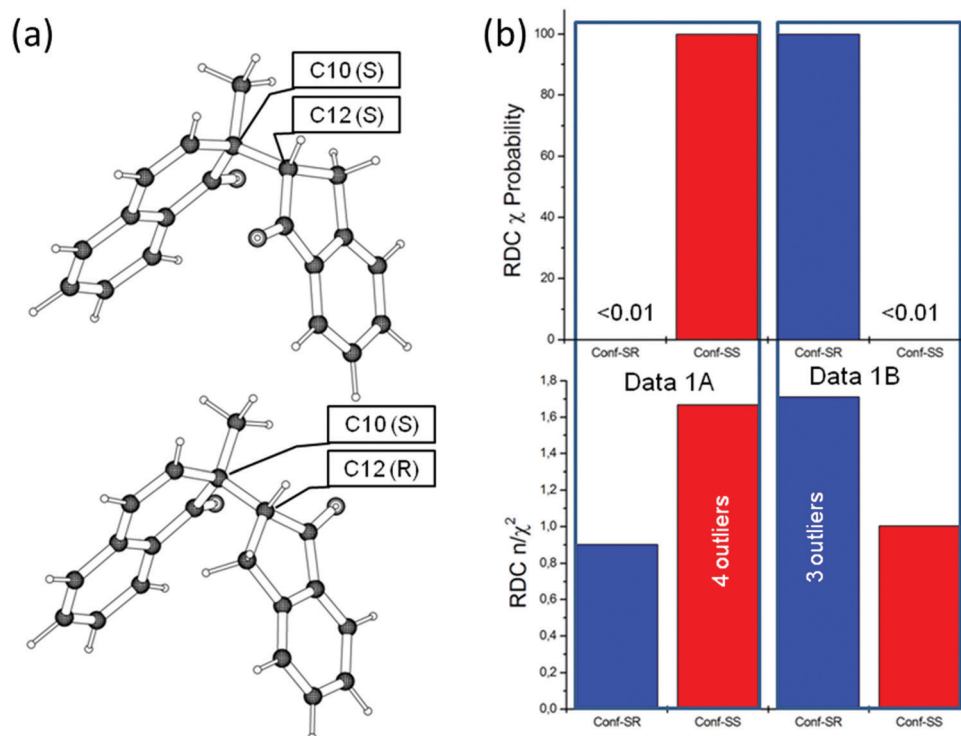 (a)
C10 (S)
C12 (S)
C10 (S)
C12 (R)
(b)
RDC χ Probability
100
80
60
40
20
0
<0.01
<0.01
Conf-SR
Conf-SS
Conf-SR
Conf-SS
Data 1A
Data 1B
RDC n/χ²
1,8
1,6
1,4
1,2
1,0
0,8
0,6
0,4
0,2
0,0
4 outliers
3 outliers
Conf-SR
Conf-SS
Conf-SR
Conf-SS